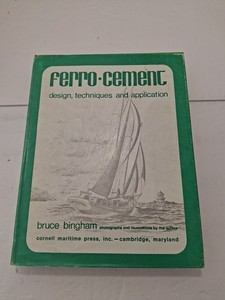 ferro·cement
design, techniques and application
bruce bingham photographs and illustrations by the author
cornell maritime press, inc. — cambridge, maryland